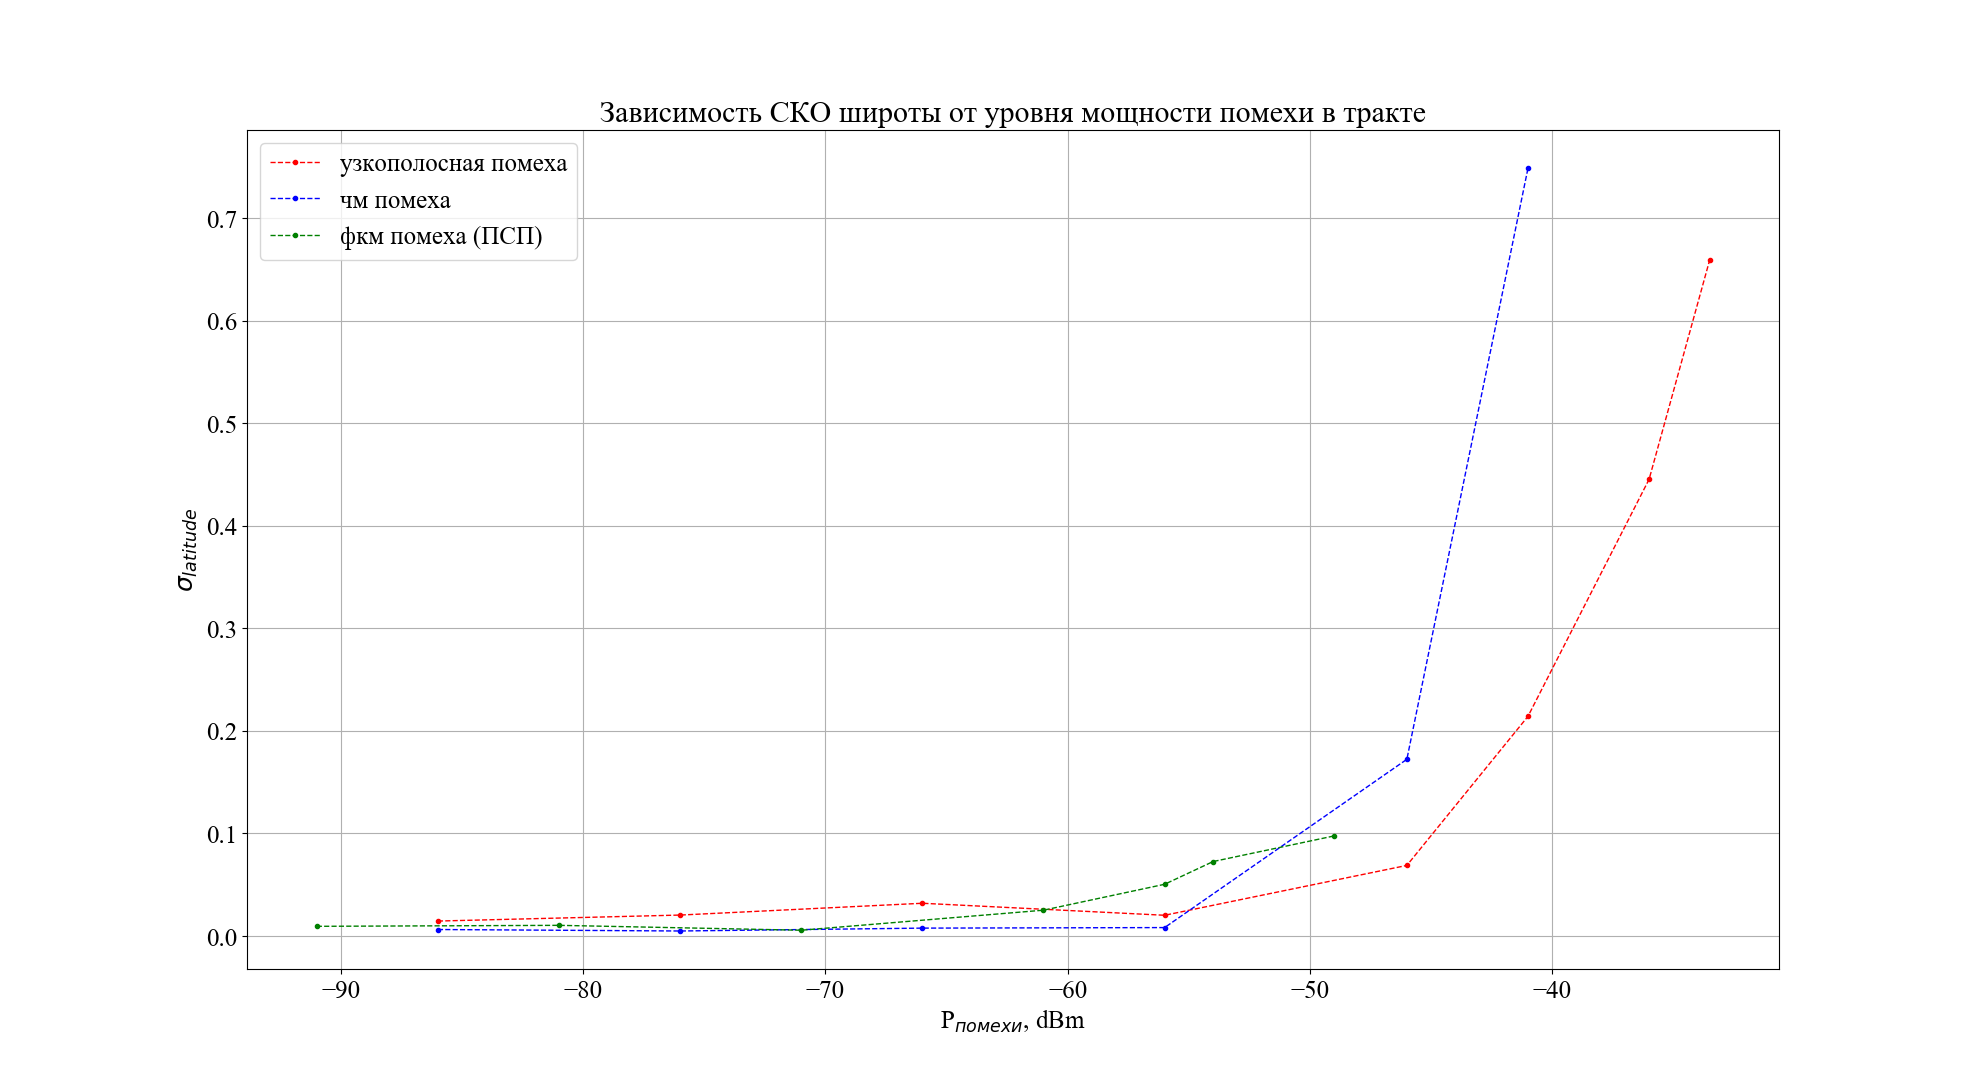 Зависимость СКО широты от уровня мощности помехи в тракте
узкополосная помеха
чм помеха
фкм помеха (ПСП)
0.7
0.6
0.5
0.4
0.3
0.2
0.1
0.0
σlatitude
−90 −80 −70 −60 −50 −40
Pпомехи, dBm